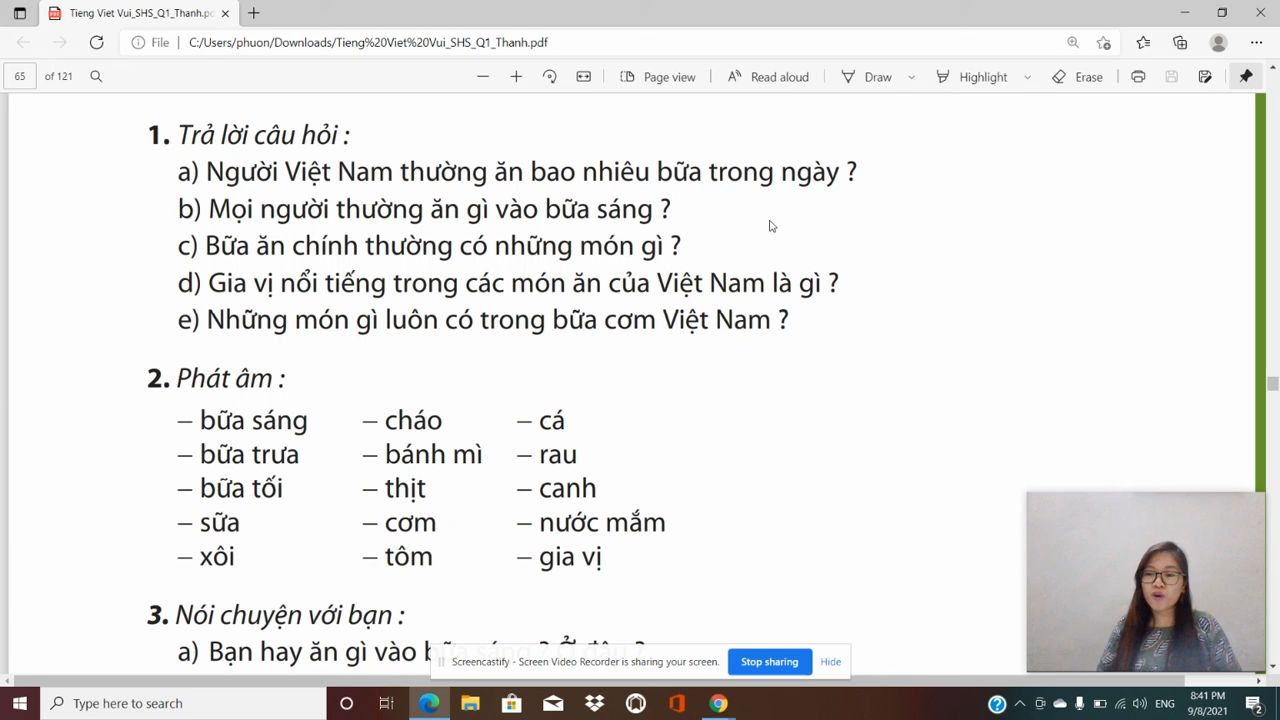 Tieng Viet Vui_SHS_Q1_Thanh.pd
File
C:/Users/phuon/Downloads/Tieng%20Viet%20Vui_SHS_Q1_Thanh.pdf
65 of 121
Page view
Read aloud
Draw
Highlight
Erase
1. Trả lời câu hỏi :
a) Người Việt Nam thường ăn bao nhiêu bữa trong ngày ?
b) Mọi người thường ăn gì vào bữa sáng ?
c) Bữa ăn chính thường có những món gì ?
d) Gia vị nổi tiếng trong các món ăn của Việt Nam là gì ?
e) Những món gì luôn có trong bữa cơm Việt Nam ?
2. Phát âm :
– bữa sáng – cháo – cá
– bữa trưa – bánh mì – rau
– bữa tối – thịt – canh
– sữa – cơm – nước mắm
– xôi – tôm – gia vị
3. Nói chuyện với bạn :
a) Bạn hay ăn gì vào bữa sáng ? Ở đâu ?
Screencastify - Screen Video Recorder is sharing your screen.
Stop sharing
Hide
Type here to search
ENG
8:41 PM
9/8/2021
2